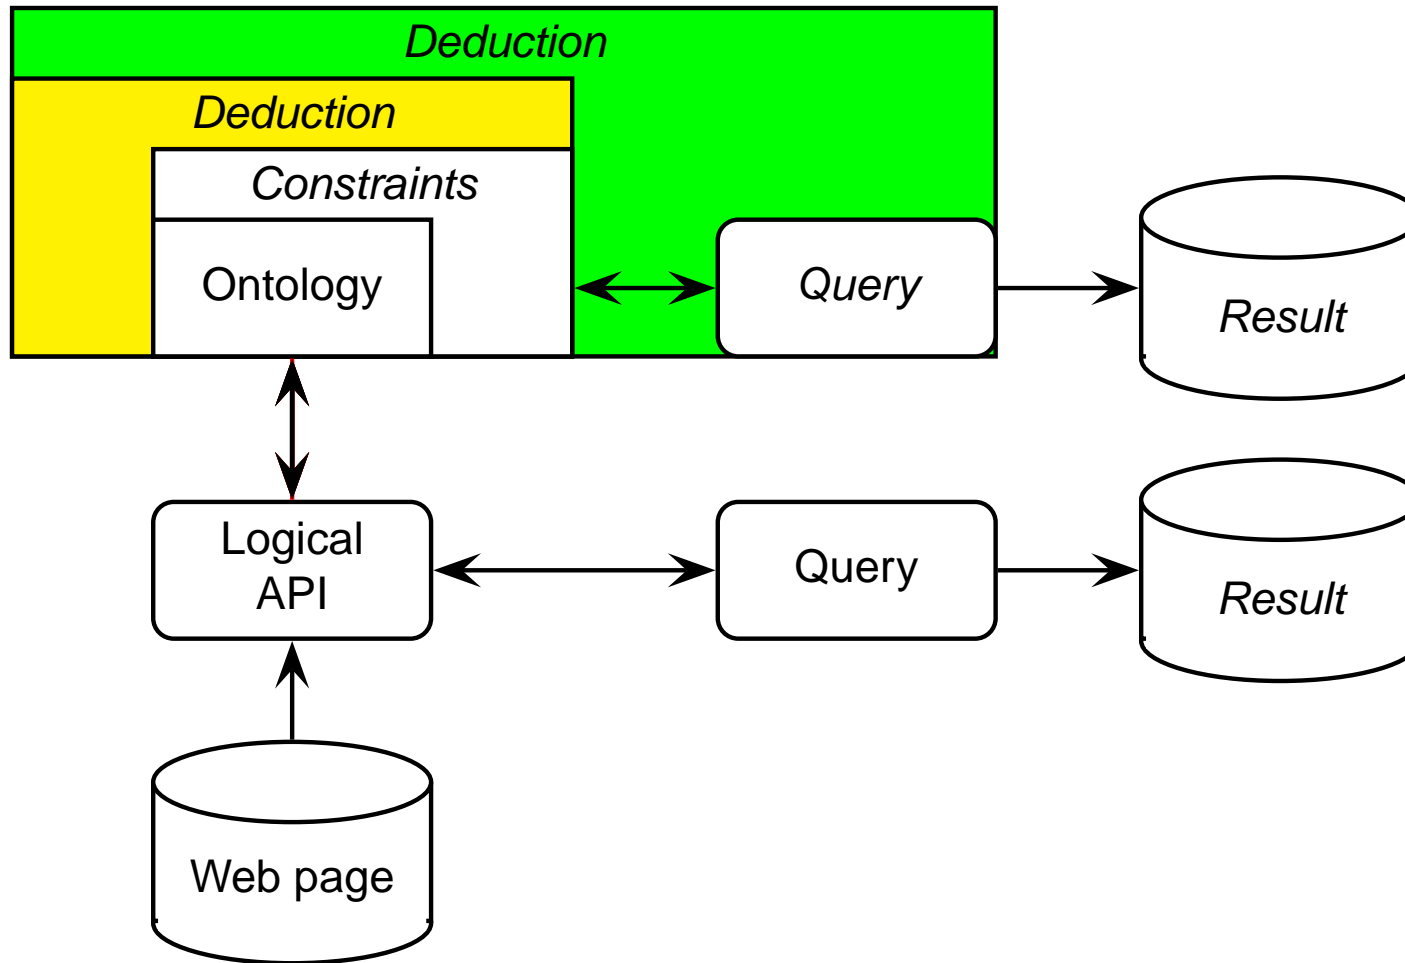 Deduction
Deduction
Constraints
Ontology
Query
Result
Logical
API
Query
Result
Web page